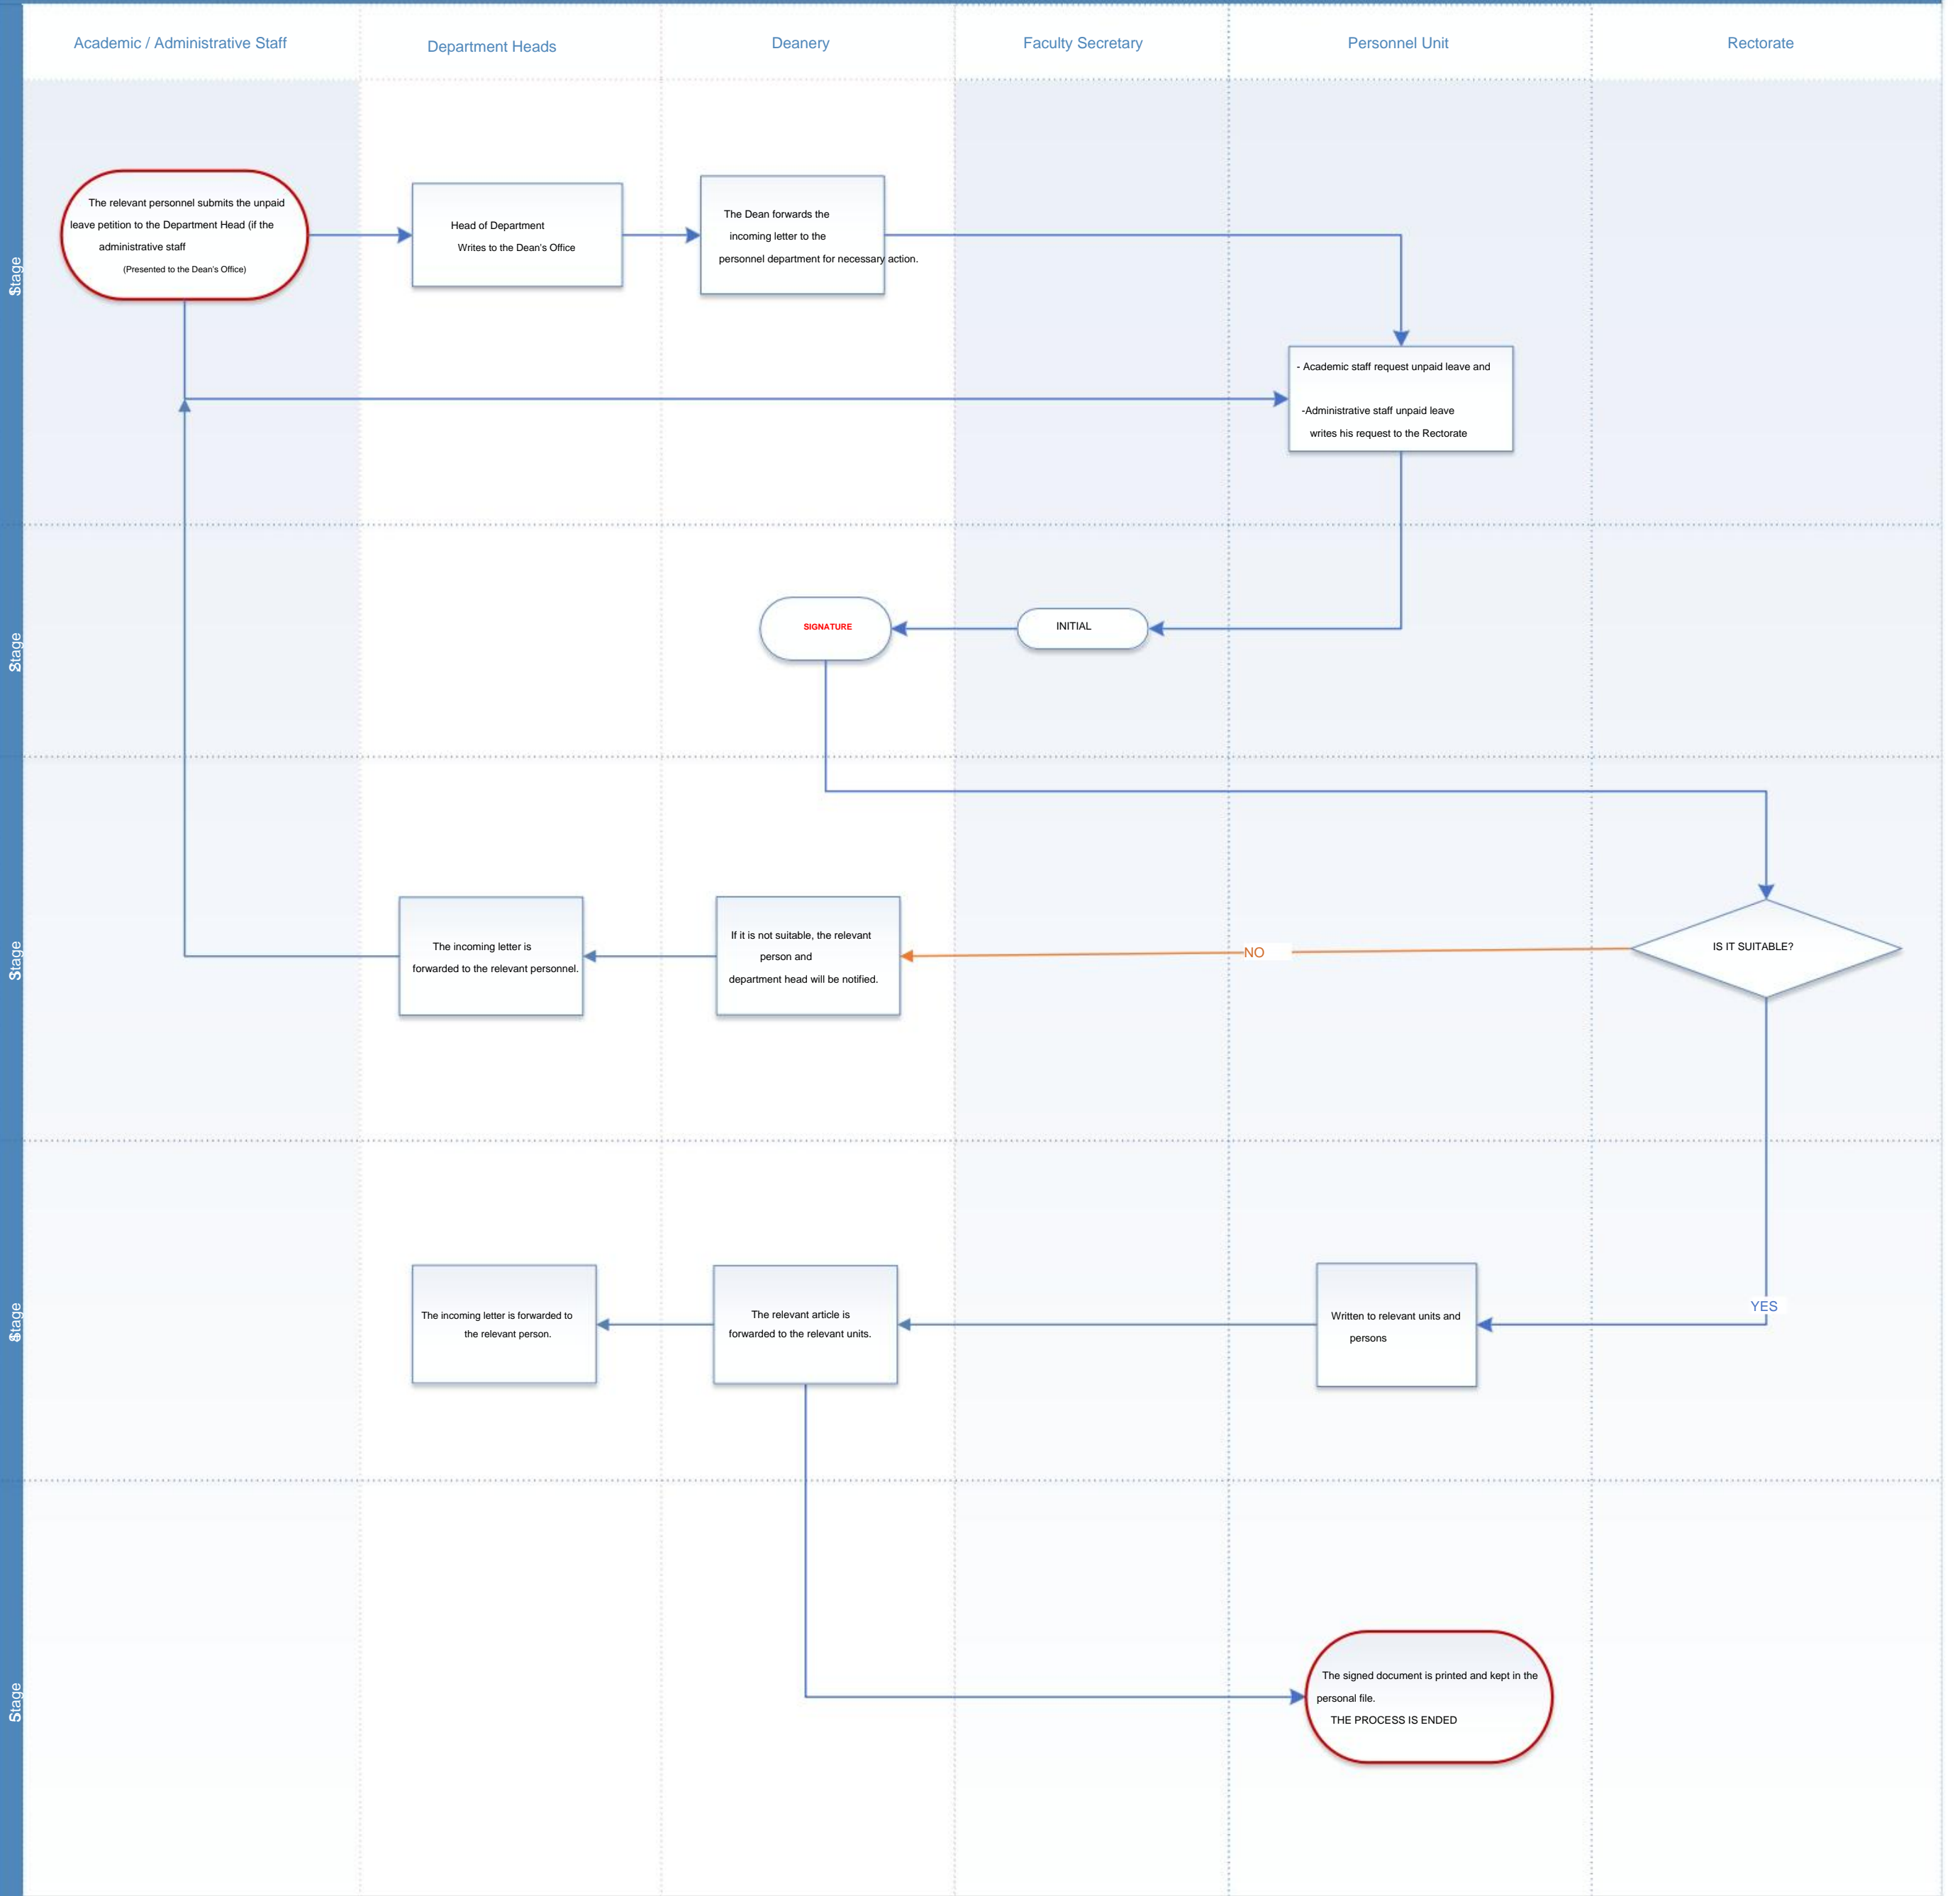 Academic / Administrative Staff
Department Heads
Deanery
Faculty Secretary
Personnel Unit
Rectorate
Stage
The relevant personnel submits the unpaid
leave petition to the Department Head (if the
administrative staff
(Presented to the Dean's Office)
Head of Department
Writes to the Dean's Office
The Dean forwards the
incoming letter to the
personnel department for necessary action.
- Academic staff request unpaid leave and
-Administrative staff unpaid leave
writes his request to the Rectorate
Stage
SIGNATURE
INITIAL
Stage
The incoming letter is
forwarded to the relevant personnel.
If it is not suitable, the relevant
person and
department head will be notified.
NO
IS IT SUITABLE?
Stage
The incoming letter is forwarded to
the relevant person.
The relevant article is
forwarded to the relevant units.
Written to relevant units and
persons
YES
Stage
The signed document is printed and kept in the
personal file.
THE PROCESS IS ENDED